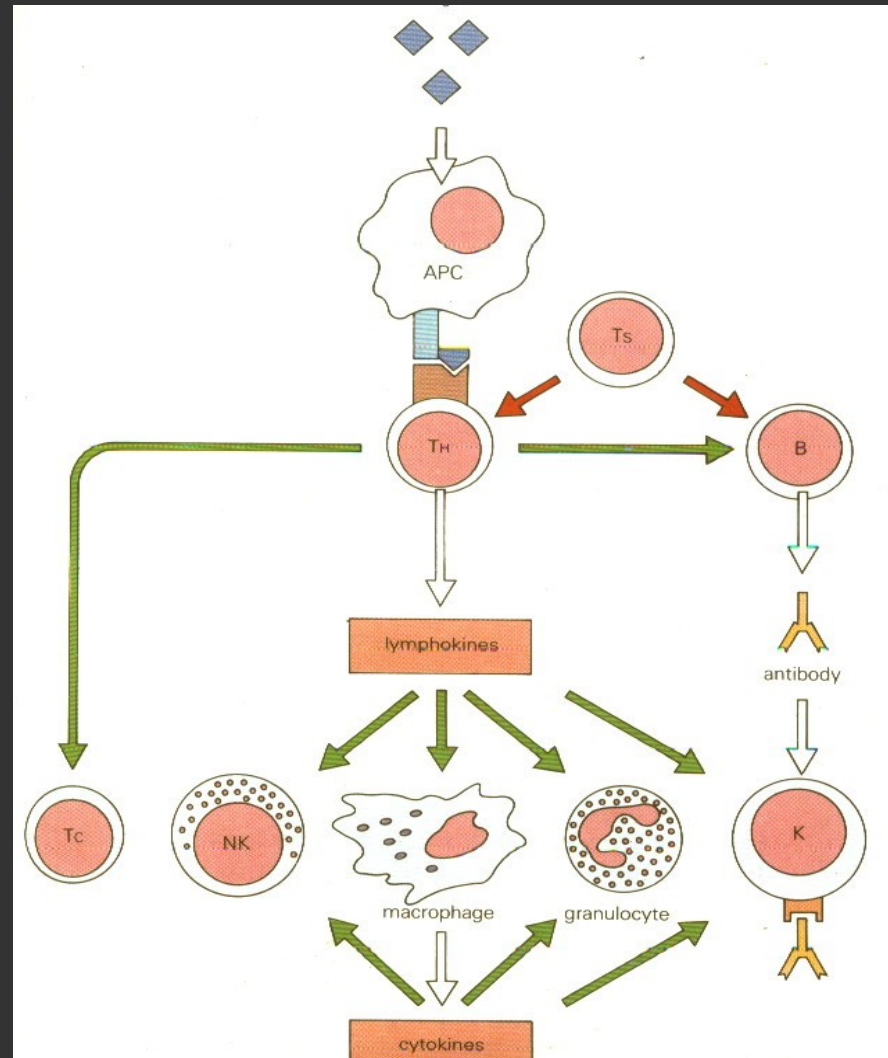 APC
Ts
TH
B
lymphokines
antibody
Tc
NK
K
macrophage
granulocyte
cytokines